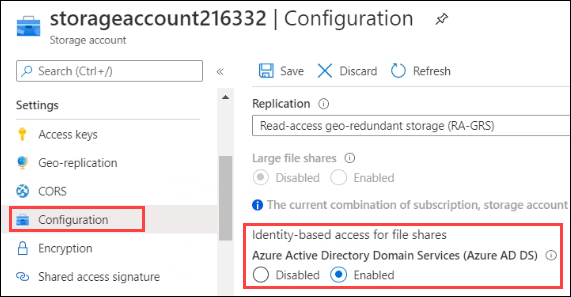 storageaccount216332 | Configuration
Storage account
Search (Ctrl+/)
«
Save
Discard
Refresh
Settings
Access keys
Geo-replication
CORS
Configuration
Encryption
Shared access signature
Replication
Read-access geo-redundant storage (RA-GRS)
Large file shares
Disabled Enabled
The current combination of subscription, storage account
Identity-based access for file shares
Azure Active Directory Domain Services (Azure AD DS)
Disabled Enabled